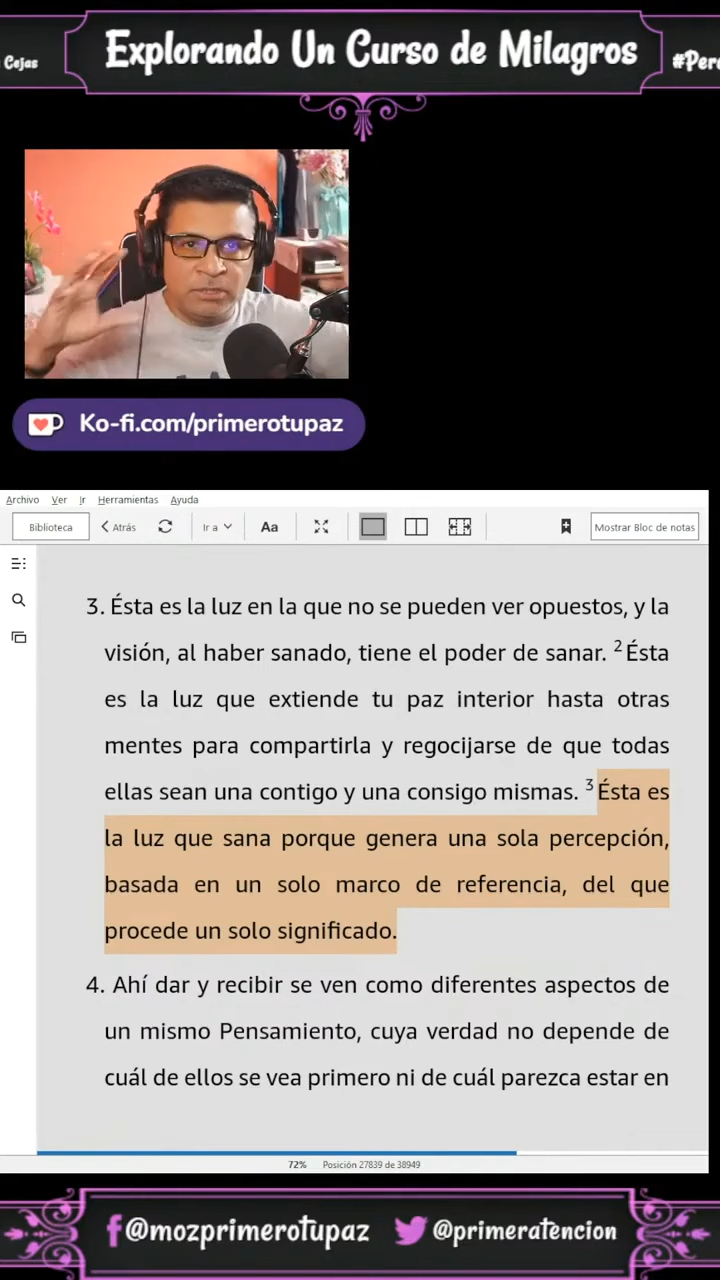 Cejas
Explorando Un Curso de Milagros
Ko-fi.com/primerotupaz
Archivo Ver Ir Herramientas Ayuda
Biblioteca Atrás Ir a Aa Mostrar Bloc de notas
3. Ésta es la luz en la que no se pueden ver opuestos, y la
visión, al haber sanado, tiene el poder de sanar. ² Ésta
es la luz que extiende tu paz interior hasta otras
mentes para compartirla y regocijarse de que todas
ellas sean una contigo y una consigo mismas. ³ Ésta es
la luz que sana porque genera una sola percepción,
basada en un solo marco de referencia, del que
procede un solo significado.
4. Ahí dar y recibir se ven como diferentes aspectos de
un mismo Pensamiento, cuya verdad no depende de
cuál de ellos se vea primero ni de cuál parezca estar en
72% Posición 27839 de 38949
@mozprimerotupaz @primeratencion